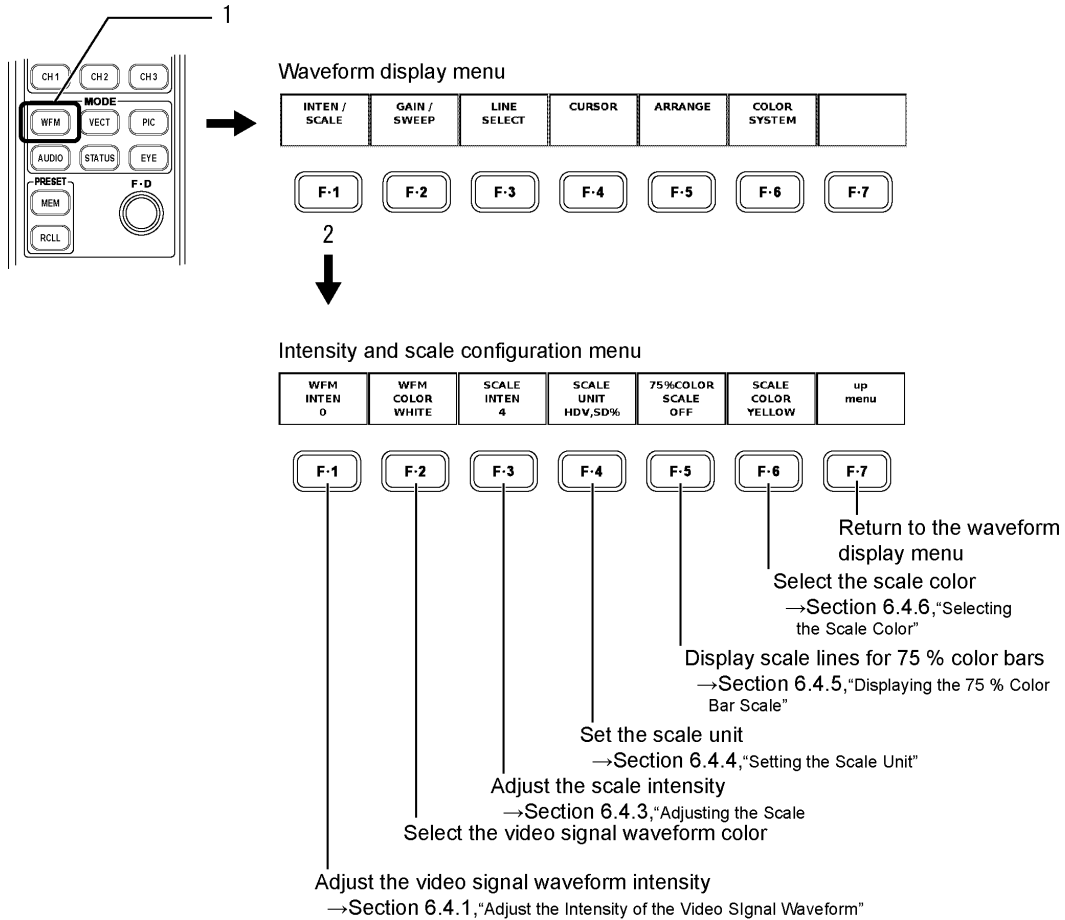 1
CH 1 CH 2 CH 3
MODE
WFM VECT PIC
AUDIO STATUS EYE
PRESET F·D
MEM
RCLL
Waveform display menu
INTEN / GAIN / LINE CURSOR ARRANGE COLOR
SCALE SWEEP SELECT SYSTEM
F·1 F·2 F·3 F·4 F·5 F·6 F·7
2
Intensity and scale configuration menu
WFM WFM SCALE SCALE 75%COLOR SCALE up
INTEN COLOR INTEN UNIT SCALE COLOR menu
0 WHITE 4 HDV,SD% OFF YELLOW
F·1 F·2 F·3 F·4 F·5 F·6 F·7
Return to the waveform
display menu
Select the scale color
→Section 6.4.6,“Selecting
the Scale Color”
Display scale lines for 75 % color bars
→Section 6.4.5,“Displaying the 75 % Color
Bar Scale”
Set the scale unit
→Section 6.4.4,“Setting the Scale Unit”
Adjust the scale intensity
→Section 6.4.3,“Adjusting the Scale
Select the video signal waveform color
Adjust the video signal waveform intensity
→Section 6.4.1,“Adjust the Intensity of the Video SIgnal Waveform”